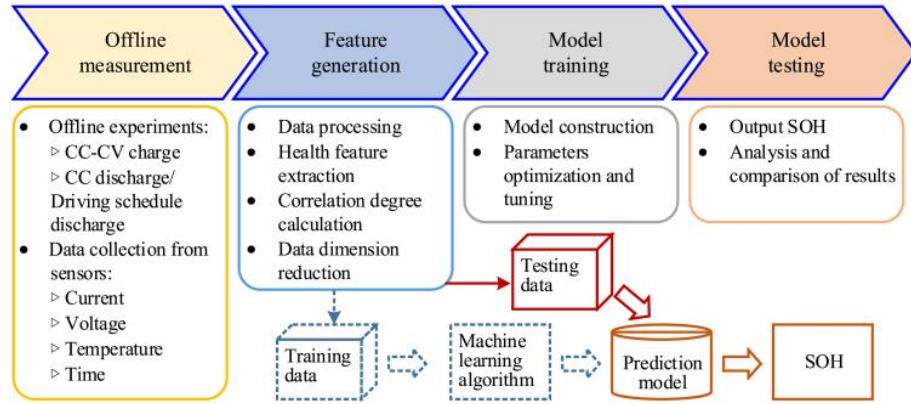 Offline
measurement
Feature
generation
Model
training
Model
testing
● Offline experiments:
▷ CC-CV charge
▷ CC discharge/
Driving schedule
discharge
● Data collection from
sensors:
▷ Current
▷ Voltage
▷ Temperature
▷ Time
● Data processing
● Health feature
extraction
● Correlation degree
calculation
● Data dimension
reduction
● Model construction
● Parameters
optimization and
tuning
● Output SOH
● Analysis and
comparison of results
Testing
data
Training
data
Machine
learning
algorithm
Prediction
model
SOH